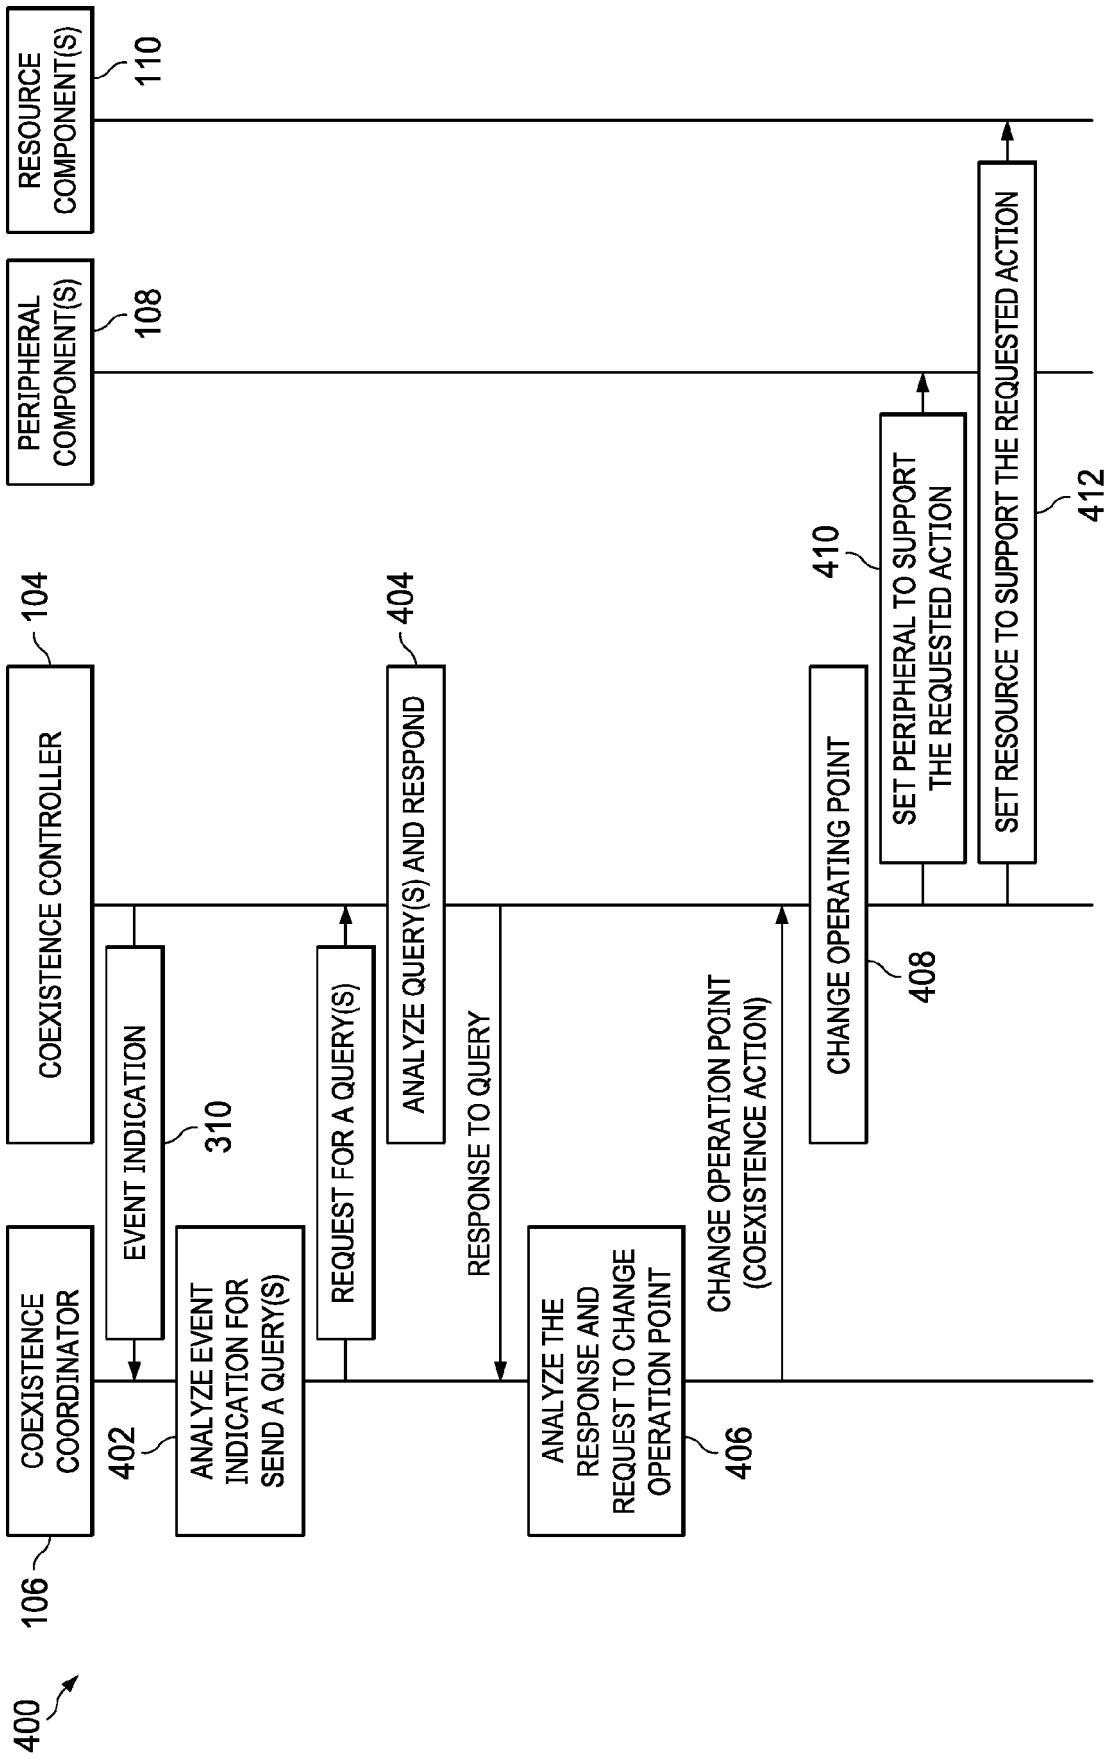 400
106
COEXISTENCE
COORDINATOR
COEXISTENCE CONTROLLER
104
PERIPHERAL
COMPONENT(S)
108
RESOURCE
COMPONENT(S)
110
EVENT INDICATION
310
402
ANALYZE EVENT
INDICATION FOR
SEND A QUERY(S)
REQUEST FOR A QUERY(S)
ANALYZE QUERY(S) AND RESPOND
404
RESPONSE TO QUERY
ANALYZE THE
RESPONSE AND
REQUEST TO CHANGE
OPERATION POINT
406
CHANGE OPERATION POINT
(COEXISTENCE ACTION)
CHANGE OPERATING POINT
408
410
SET PERIPHERAL TO SUPPORT
THE REQUESTED ACTION
SET RESOURCE TO SUPPORT THE REQUESTED ACTION
412